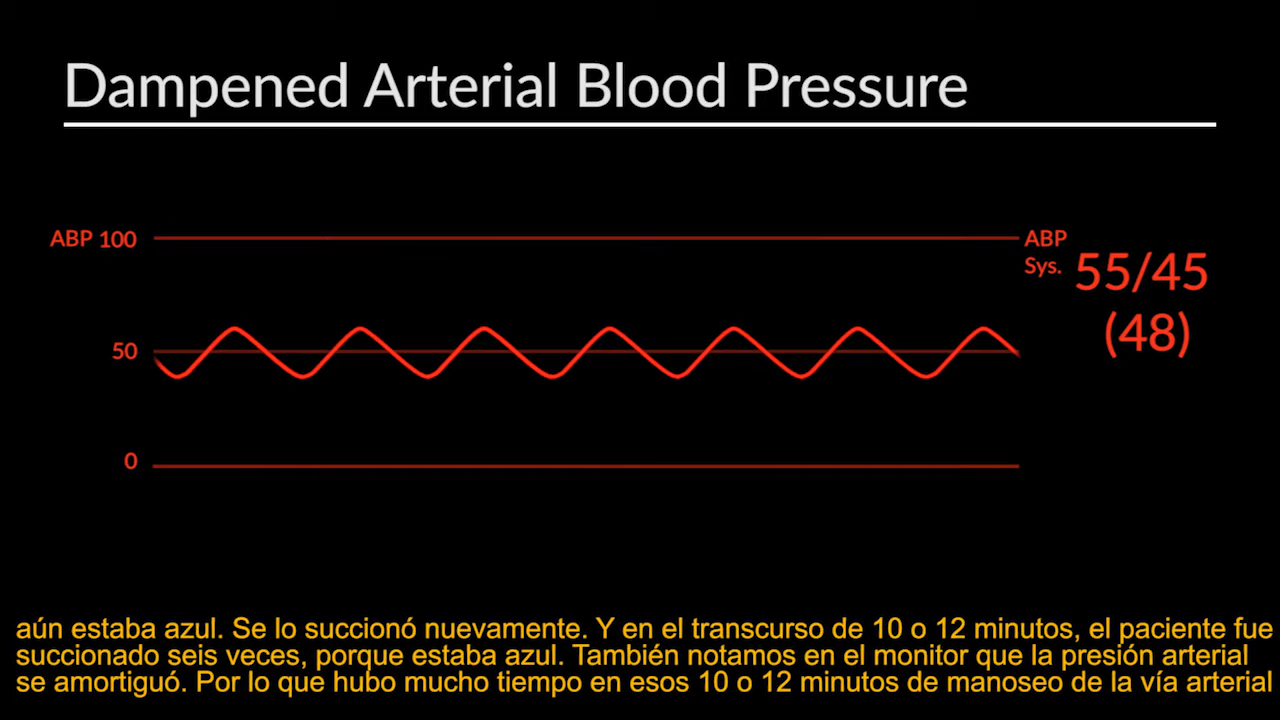 Dampened Arterial Blood Pressure
ABP 100
ABP
Sys. 55/45
50
(48)
0
aún estaba azul. Se lo succionó nuevamente. Y en el transcurso de 10 o 12 minutos, el paciente fue
succionado seis veces, porque estaba azul. También notamos en el monitor que la presión arterial
se amortiguó. Por lo que hubo mucho tiempo en esos 10 o 12 minutos de manoseo de la vía arterial